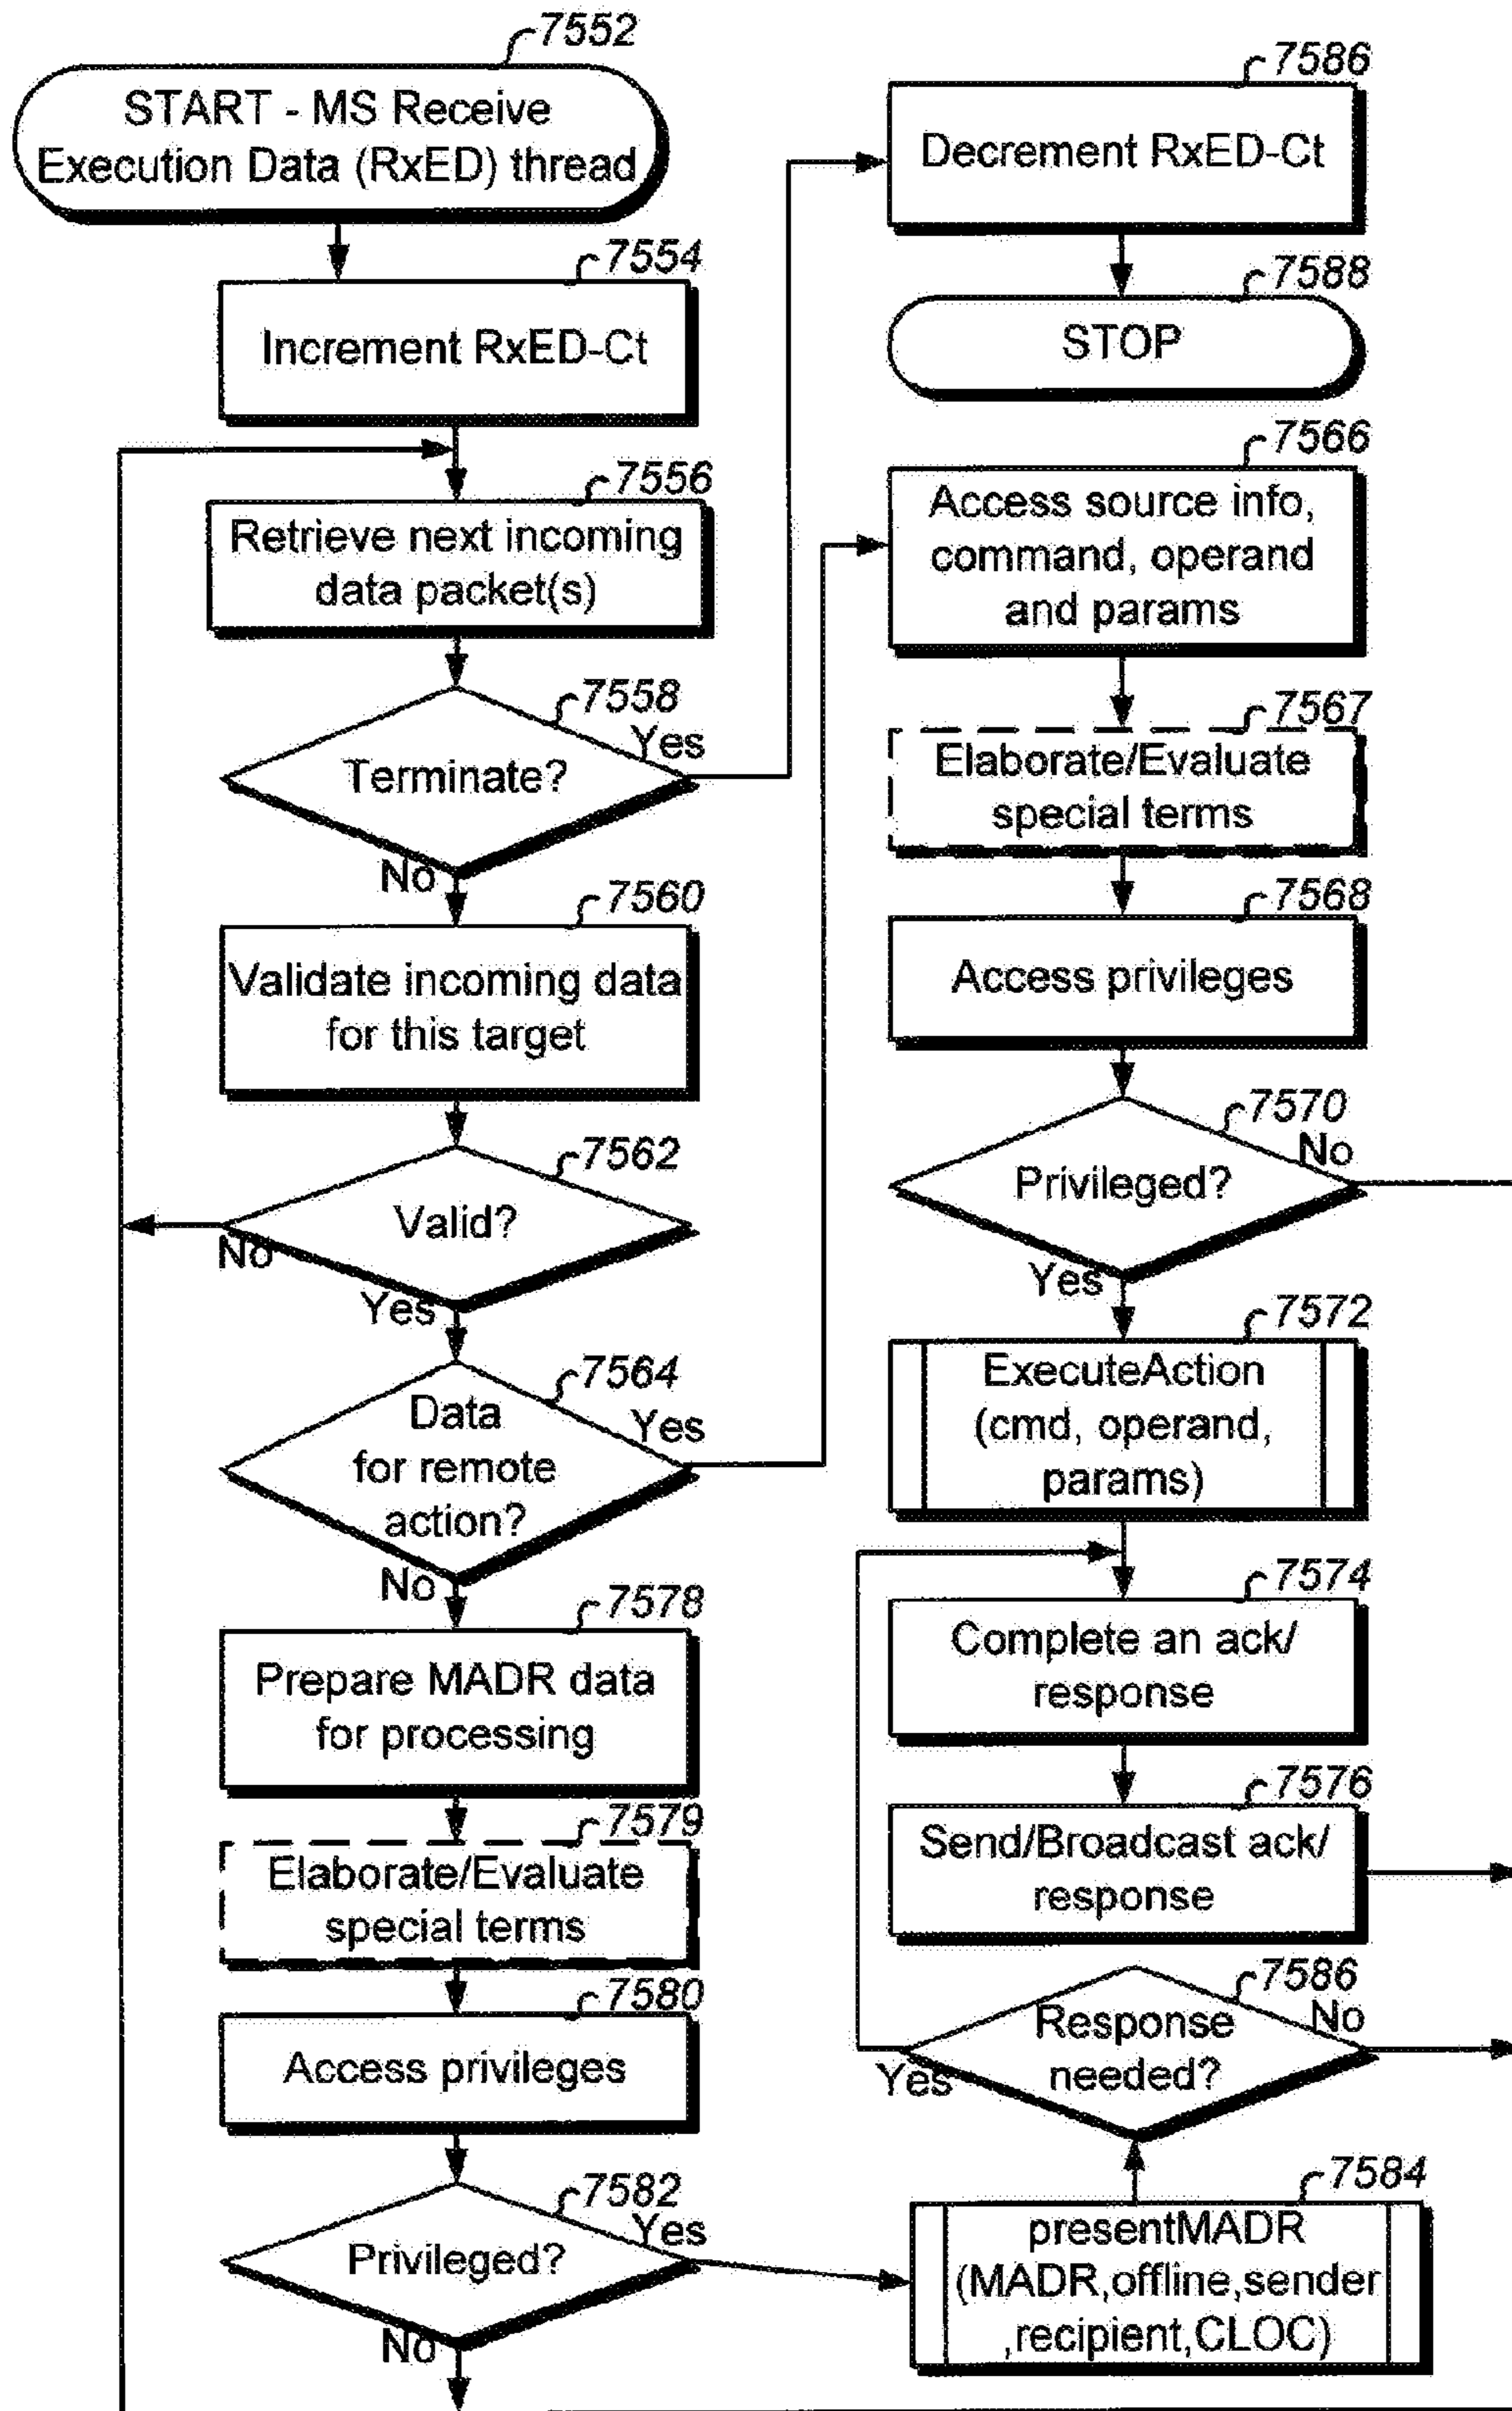 7552
START - MS Receive
Execution Data (RxED) thread
7554
Increment RxED-Ct
7556
Retrieve next incoming
data packet(s)
7558
Yes
Terminate?
No
7560
Validate incoming data
for this target
7562
Valid?
No
Yes
7564
Data
Yes
for remote
action?
No
7578
Prepare MADR data
for processing
7579
Elaborate/Evaluate
special terms
7580
Access privileges
7582
Yes
Privileged?
No
7586
Decrement RxED-Ct
7588
STOP
7566
Access source info,
command, operand
and params
7567
Elaborate/Evaluate
special terms
7568
Access privileges
7570
No
Privileged?
Yes
7572
ExecuteAction
(cmd, operand,
params)
7574
Complete an ack/
response
7576
Send/Broadcast ack/
response
7586
No
Response
needed?
Yes
7584
presentMADR
(MADR,offline,sender
,recipient,CLOC)